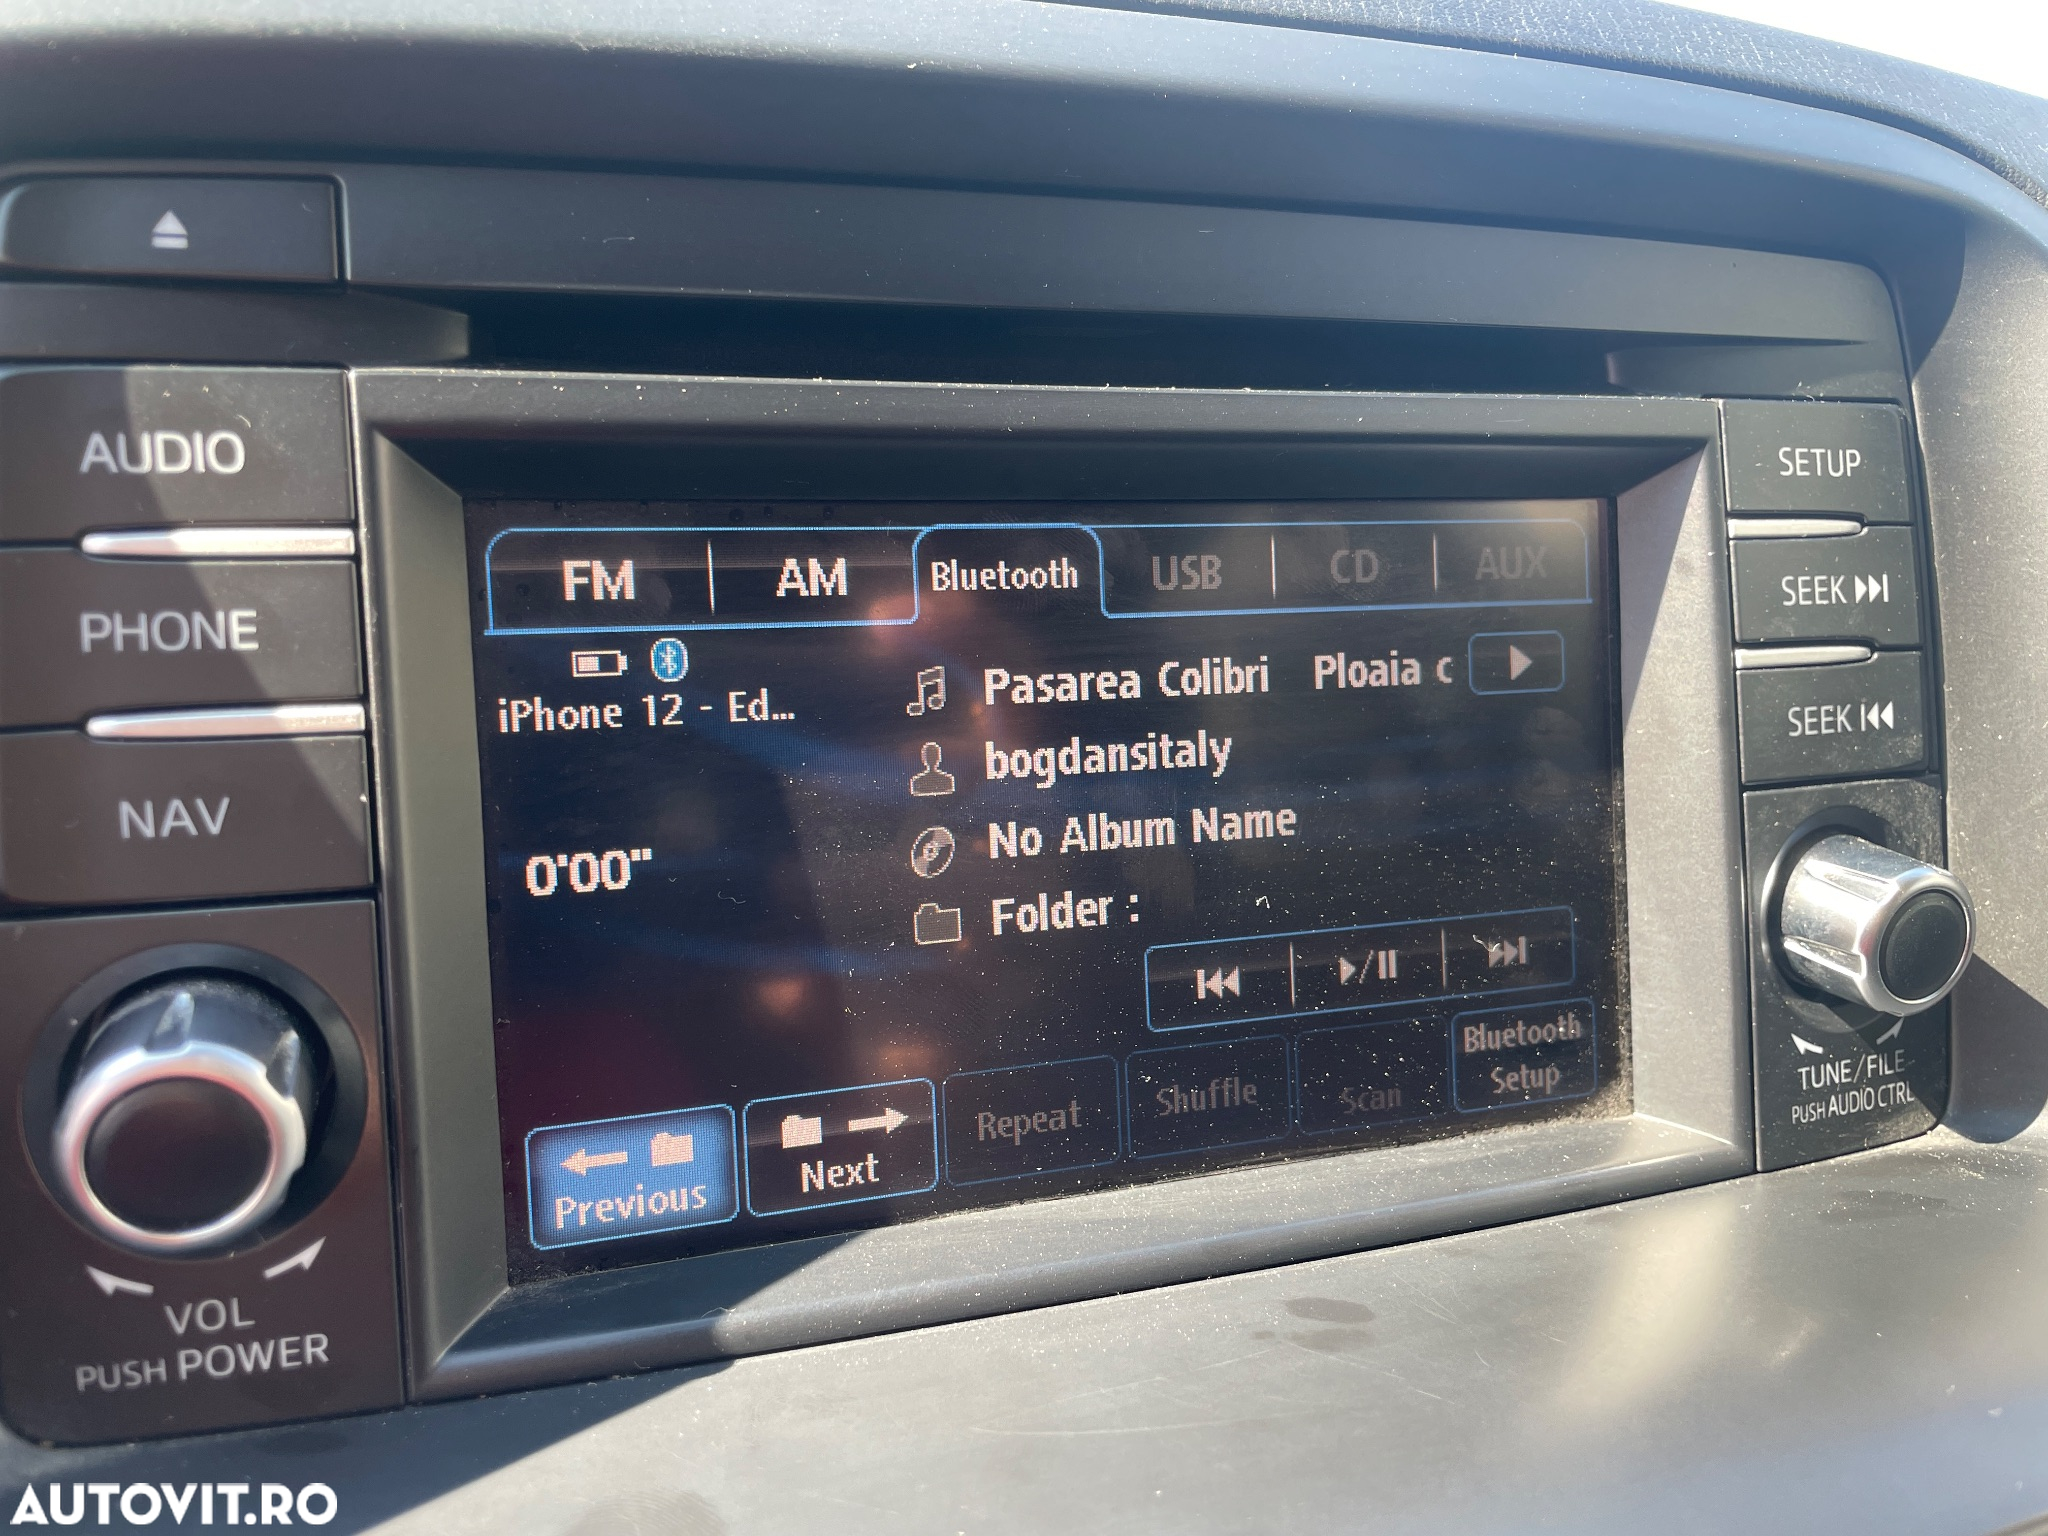 AUDIO
PHONE
NAV
VOL
PUSH POWER
FM AM Bluetooth USB CD AUX
iPhone 12 - Ed...
0'00"
Pasarea Colibri Ploaia c
bogdansitaly
No Album Name
Folder :
Previous
Next
Repeat
Shuffle
Scan
Bluetooth
Setup
SETUP
SEEK
SEEK
TUNE/FILE
PUSH AUDIO CTRL
AUTOVIT.RO